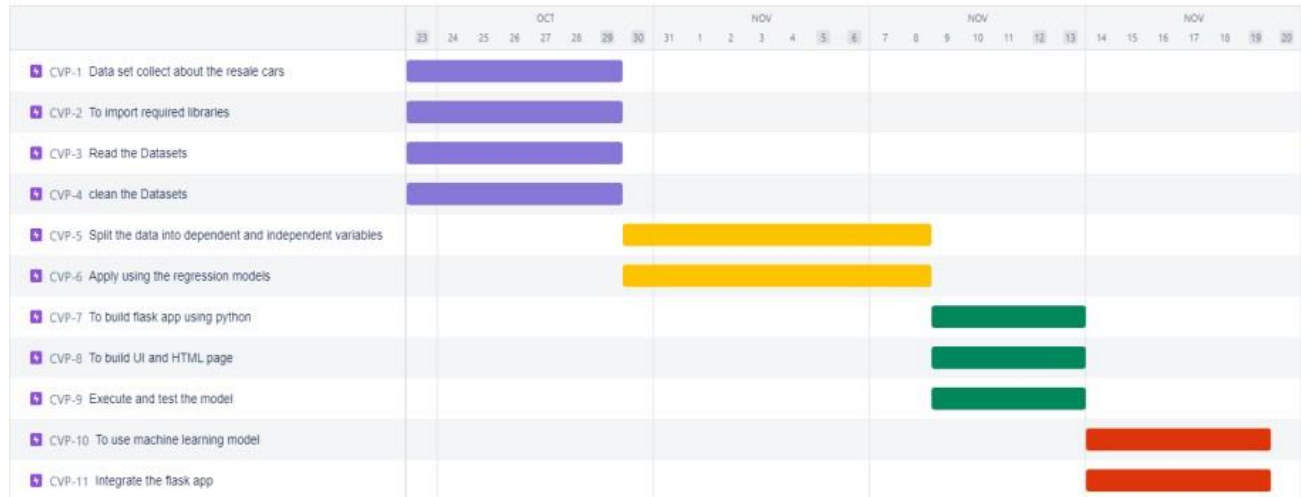 OCT NOV NOV NOV
23 24 25 26 27 28 29 30 31 1 2 3 4 5 6 7 8 9 10 11 12 13 14 15 16 17 18 19 20
CVP-1 Data set collect about the resale cars
CVP-2 To import required libraries
CVP-3 Read the Datasets
CVP-4 clean the Datasets
CVP-5 Split the data into dependent and independent variables
CVP-6 Apply using the regression models
CVP-7 To build flask app using python
CVP-8 To build UI and HTML page
CVP-9 Execute and test the model
CVP-10 To use machine learning model
CVP-11 Integrate the flask app